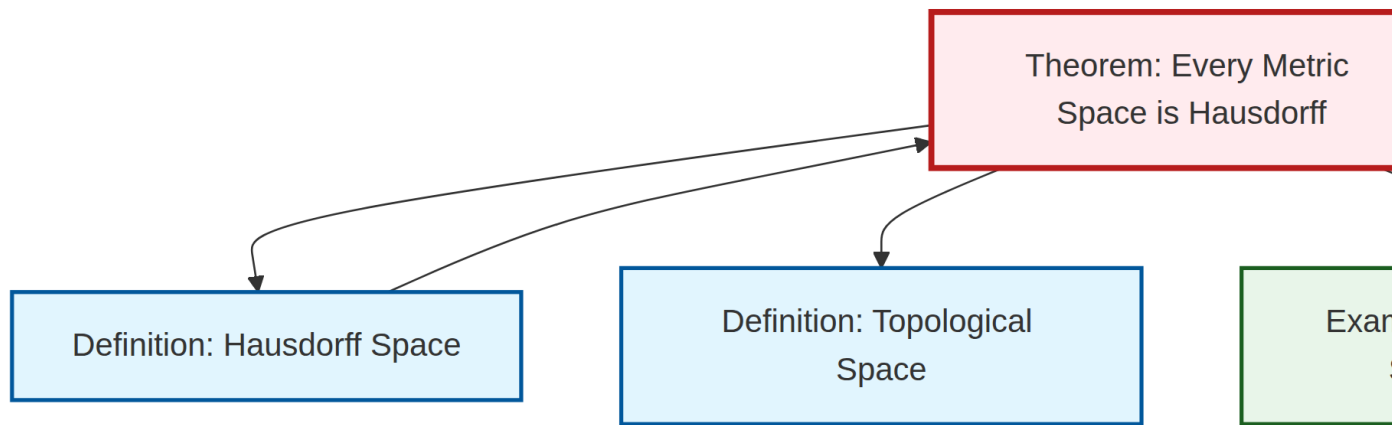 Theorem: Every Metric
Space is Hausdorff
Definition: Hausdorff Space
Definition: Topological
Space